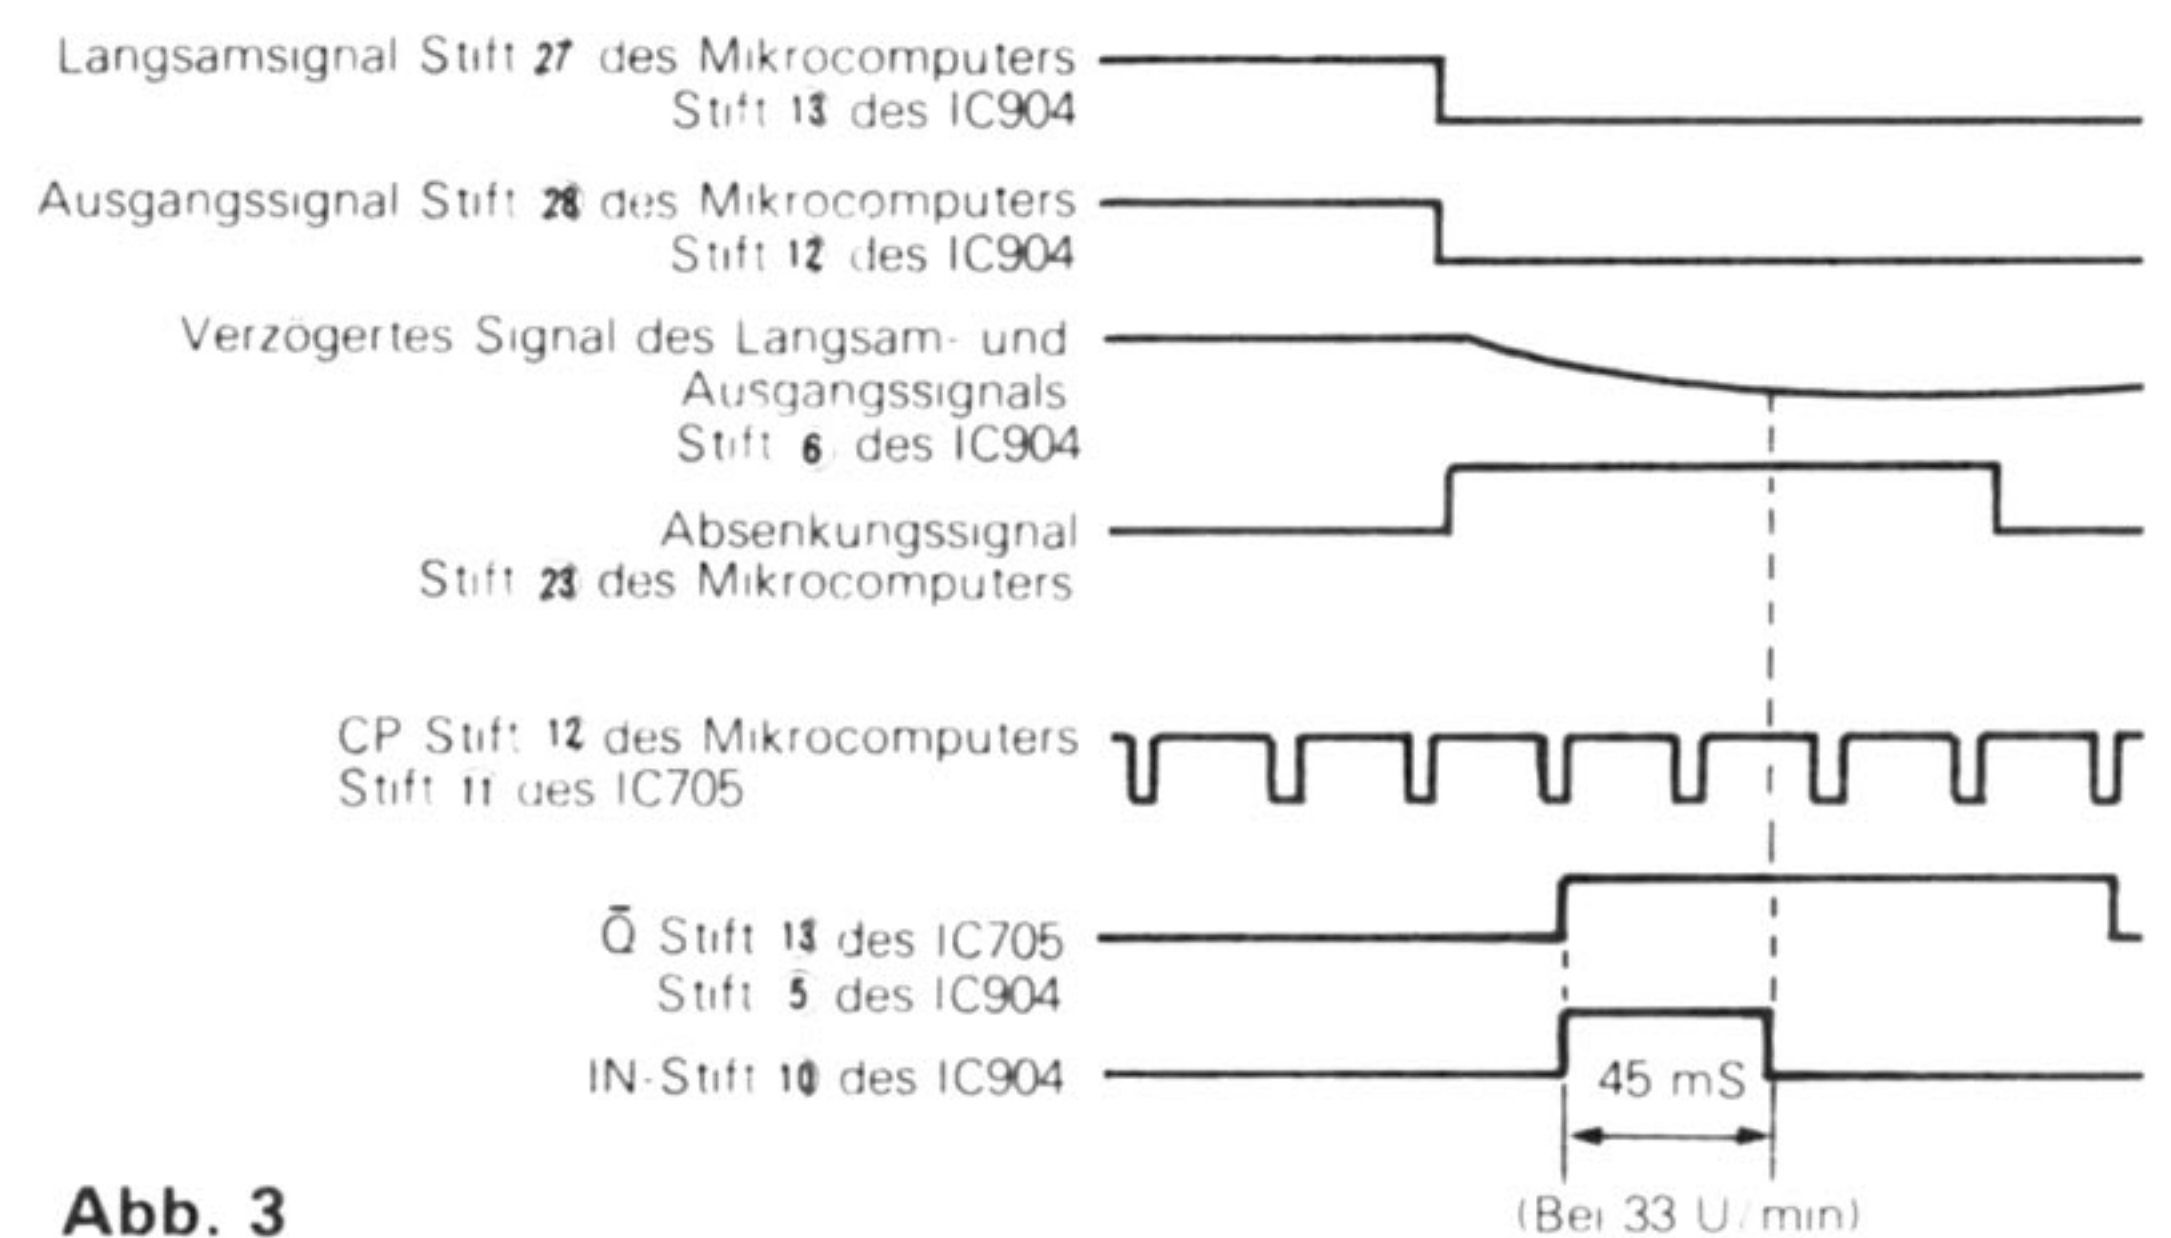 Langsamsignal Stift 27 des Mikrocomputers
Stift 13 des IC904
Ausgangssignal Stift 28 des Mikrocomputers
Stift 12 des IC904
Verzögertes Signal des Langsam- und
Ausgangssignals
Stift 6 des IC904
Absenkungssignal
Stift 23 des Mikrocomputers
CP Stift 12 des Mikrocomputers
Stift 11 des IC705
Q̄ Stift 13 des IC705
Stift 5 des IC904
IN-Stift 10 des IC904
45 mS
(Bei 33 U/min)
Abb. 3